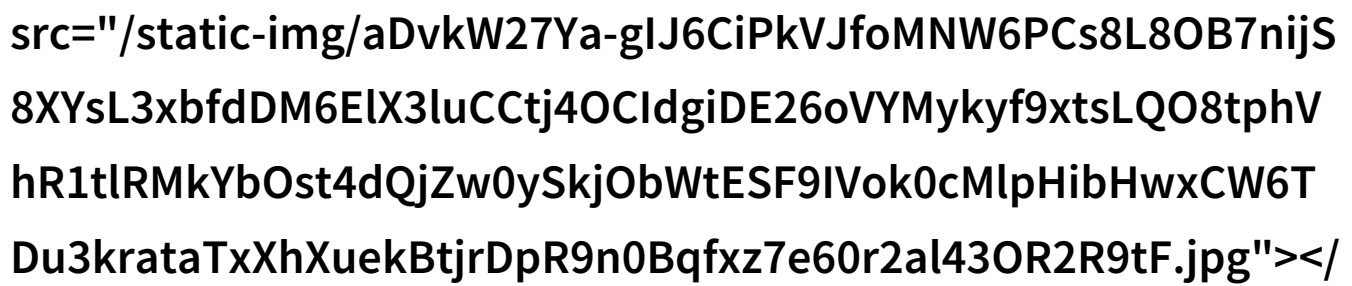 src="/static-img/aDvkW27Ya-gIJ6CiPkVJfoMNW6PCs8L8OB7nijS
8XYsL3xbfdDM6ElX3luCCtj4OCIdgiDE26oVYMykyf9xtsLQO8tphV
hR1tlRMkYbOst4dQjZw0ySkjObWtESF9IVok0cMlpHibHwxCW6T
Du3krataTxXhXuekBtjrDpR9n0Bqfxz7e60r2al43OR2R9tF.jpg"></